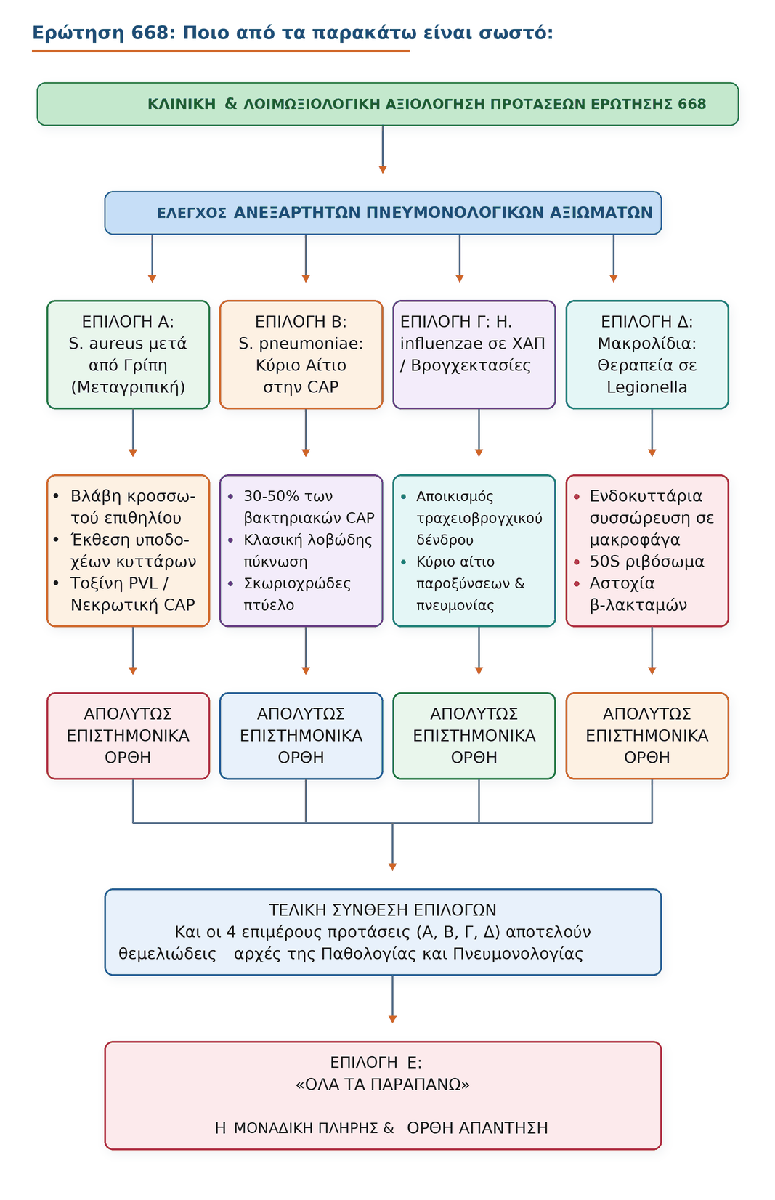 Ερώτηση 668: Ποιο από τα παρακάτω είναι σωστό:
ΚΛΙΝΙΚΗ & ΛΟΙΜΩΞΙΟΛΟΓΙΚΗ ΑΞΙΟΛΟΓΗΣΗ ΠΡΟΤΑΣΕΩΝ ΕΡΩΤΗΣΗΣ 668
ΕΛΕΓΧΟΣ ΑΝΕΞΑΡΤΗΤΩΝ ΠΝΕΥΜΟΝΟΛΟΓΙΚΩΝ ΑΞΙΩΜΑΤΩΝ
ΕΠΙΛΟΓΗ Α:
S. aureus μετά
από Γρίπη
(Μεταγριπική)
ΕΠΙΛΟΓΗ Β:
S. pneumoniae:
Κύριο Αίτιο
στην CAP
ΕΠΙΛΟΓΗ Γ: H.
influenzae σε ΧΑΠ
/ Βρογχεκτασίες
ΕΠΙΛΟΓΗ Δ:
Μακρολίδια:
Θεραπεία σε
Legionella
• Βλάβη κροσσω-
τού επιθηλίου
• Έκθεση υποδο-
χέων κυττάρων
• Τοξίνη PVL /
Νεκρωτική CAP
• 30-50% των
βακτηριακών CAP
• Κλασική λοβώδης
πύκνωση
• Σκωριοχρώδες
πτύελο
• Αποικισμός
τραχειοβρογχικού
δένδρου
• Κύριο αίτιο
παροξύνσεων &
πνευμονίας
• Ενδοκυττάρια
συσσώρευση σε
μακροφάγα
• 50S ριβόσωμα
• Αστοχία
β-λακταμών
ΑΠΟΛΥΤΩΣ
ΕΠΙΣΤΗΜΟΝΙΚΑ
ΟΡΘΗ
ΑΠΟΛΥΤΩΣ
ΕΠΙΣΤΗΜΟΝΙΚΑ
ΟΡΘΗ
ΑΠΟΛΥΤΩΣ
ΕΠΙΣΤΗΜΟΝΙΚΑ
ΟΡΘΗ
ΑΠΟΛΥΤΩΣ
ΕΠΙΣΤΗΜΟΝΙΚΑ
ΟΡΘΗ
ΤΕΛΙΚΗ ΣΥΝΘΕΣΗ ΕΠΙΛΟΓΩΝ
Και οι 4 επιμέρους προτάσεις (Α, Β, Γ, Δ) αποτελούν
θεμελιώδεις αρχές της Παθολογίας και Πνευμονολογίας
ΕΠΙΛΟΓΗ Ε:
«ΟΛΑ ΤΑ ΠΑΡΑΠΑΝΩ»
Η ΜΟΝΑΔΙΚΗ ΠΛΗΡΗΣ & ΟΡΘΗ ΑΠΑΝΤΗΣΗ